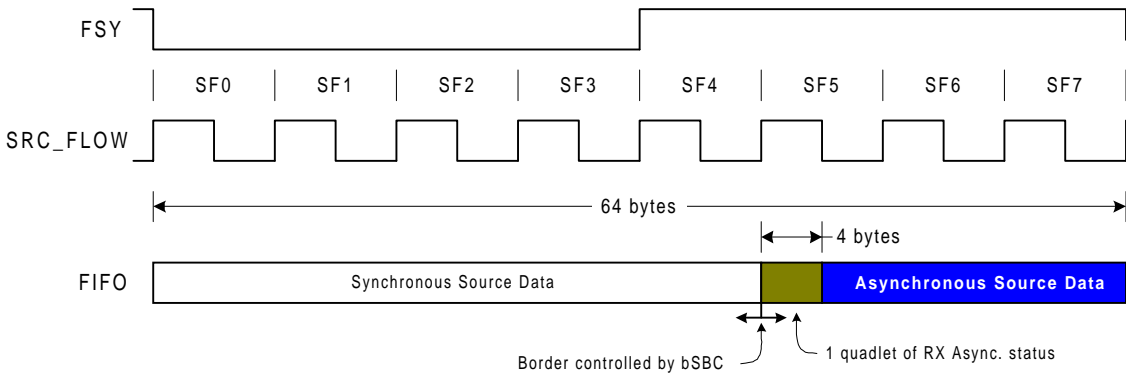 FSY
SF0 SF1 SF2 SF3 SF4 SF5 SF6 SF7
SRC_FLOW
64 bytes
4 bytes
FIFO Synchronous Source Data Asynchronous Source Data
Border controlled by bSBC
1 quadlet of RX Async. status